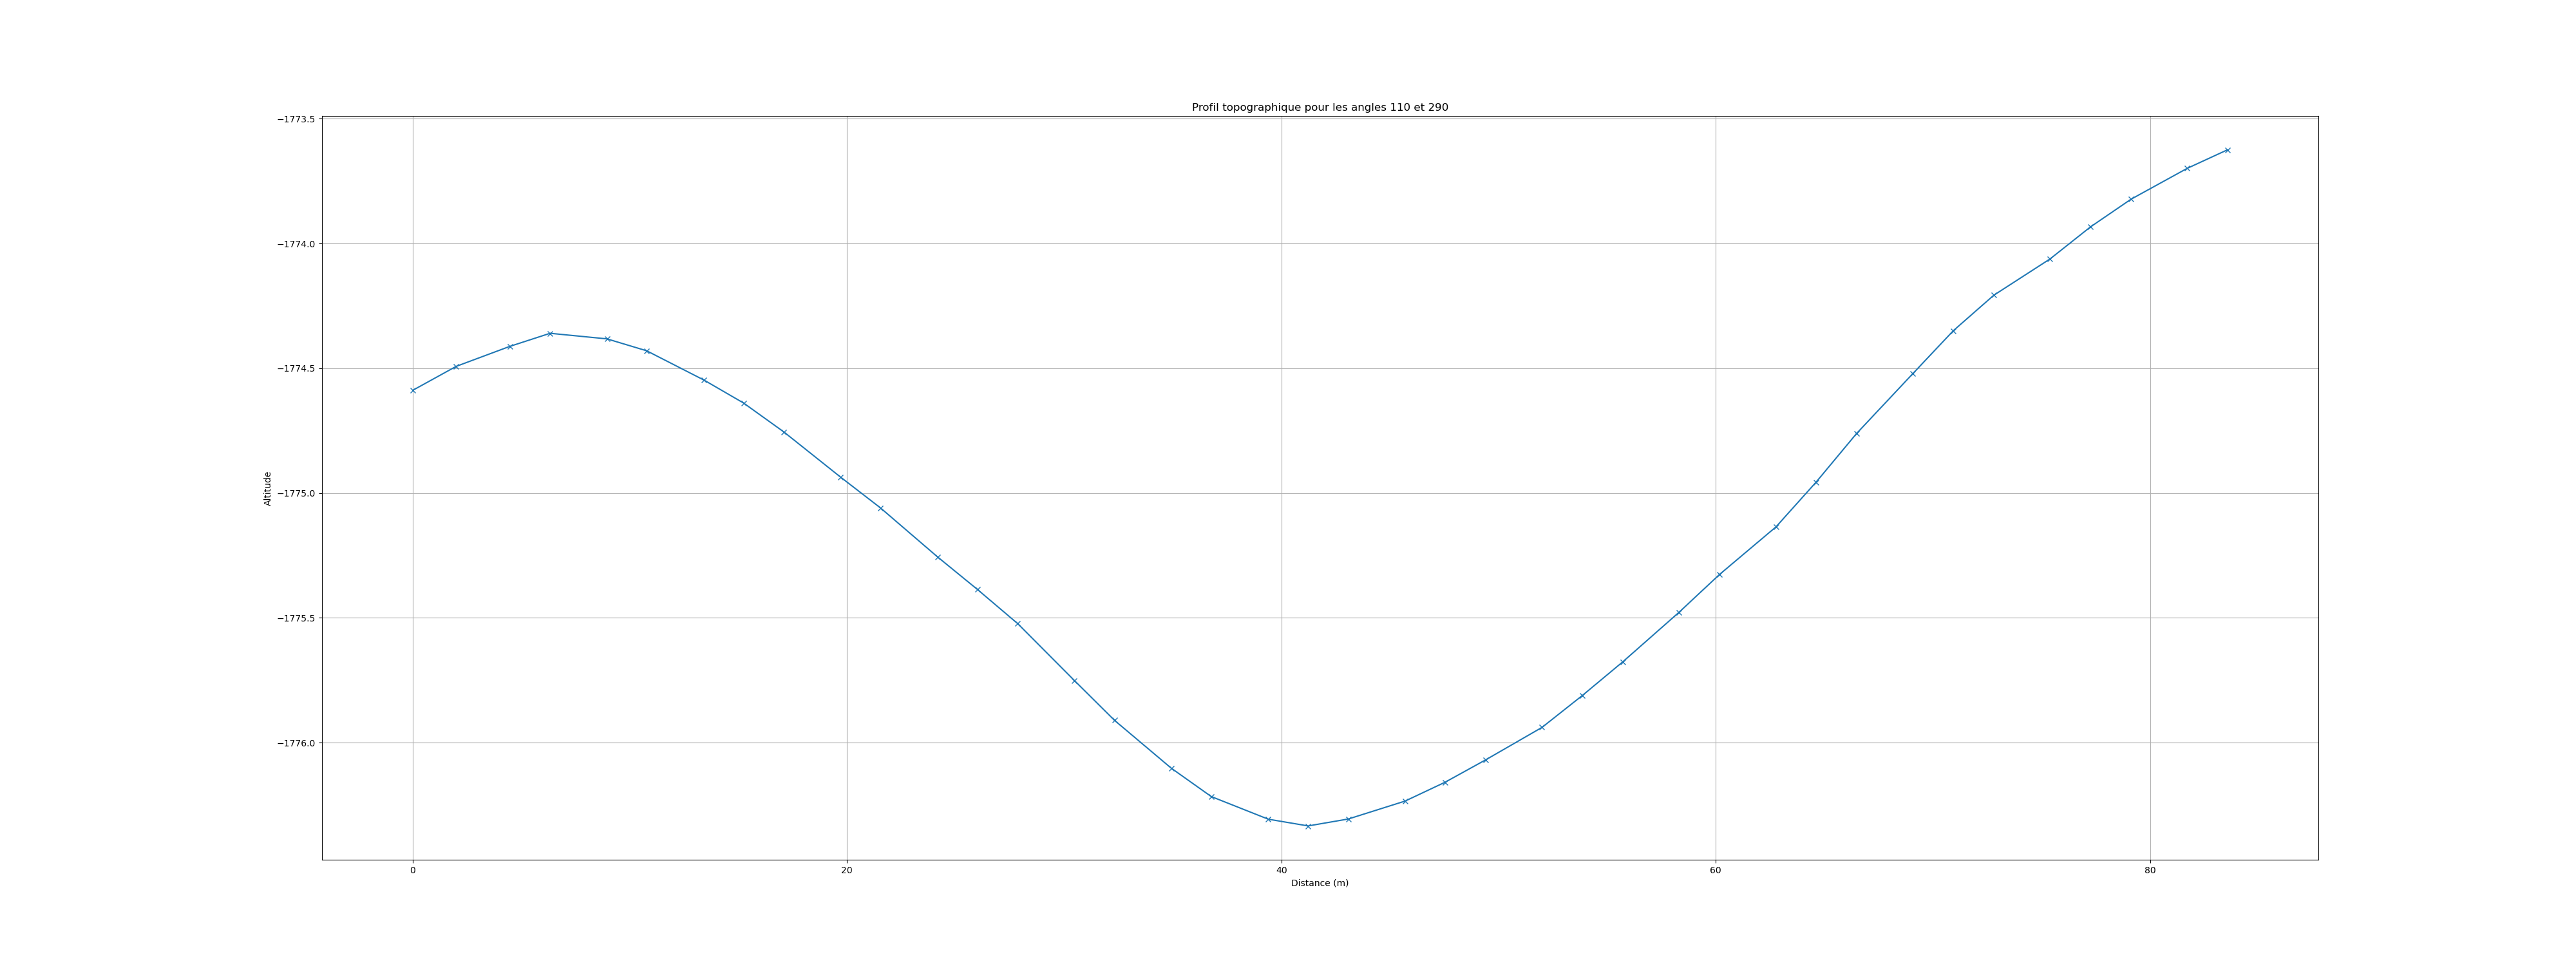 Profil topographique pour les angles 110 et 290
−1773.5
−1774.0
−1774.5
−1775.0
−1775.5
−1776.0
Altitude
0 20 40 60 80
Distance (m)